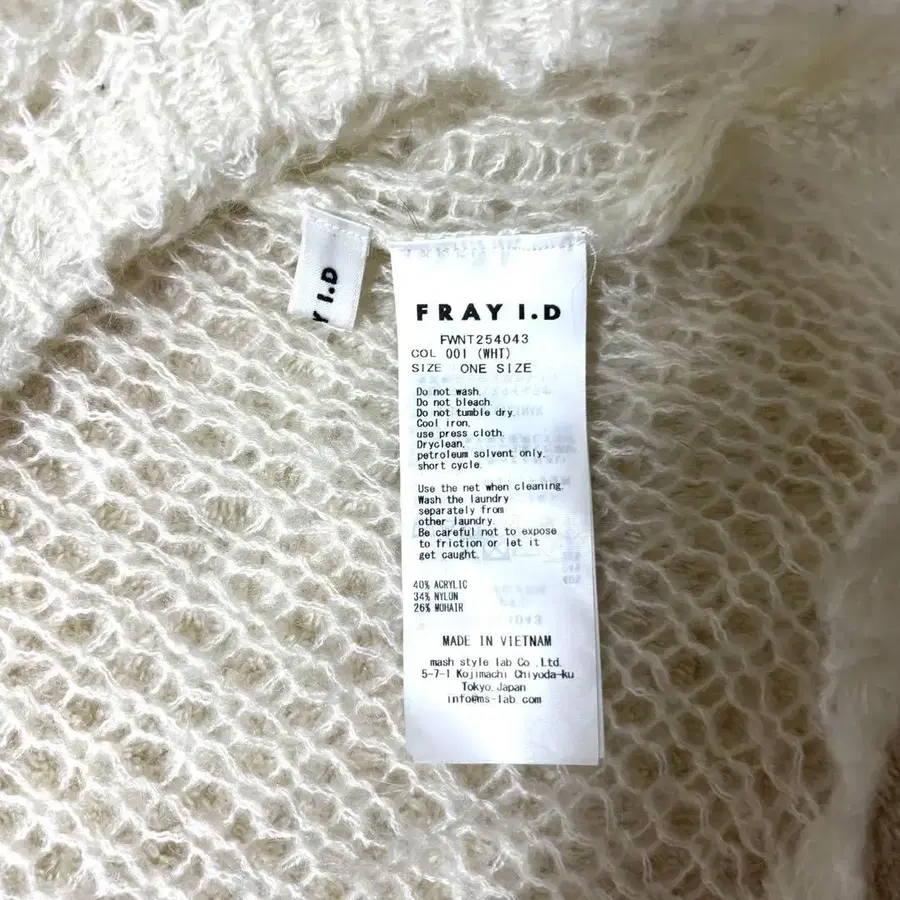 Y I.D
FRAY I.D
FWNT254043
COL 001 (WHT)
SIZE ONE SIZE
Do not wash.
Do not bleach.
Do not tumble dry.
Cool iron,
use press cloth.
Dryclean,
petroleum solvent only,
short cycle.
Use the net when cleaning.
Wash the laundry
separately from
other laundry.
Be careful not to expose
to friction or let it
get caught.
40% ACRYLIC
34% NYLON
26% MOHAIR
MADE IN VIETNAM
mash style lab Co.,Ltd.
5-7-1 Kojimachi Chiyoda-ku
Tokyo,Japan
info@ms-lab.com